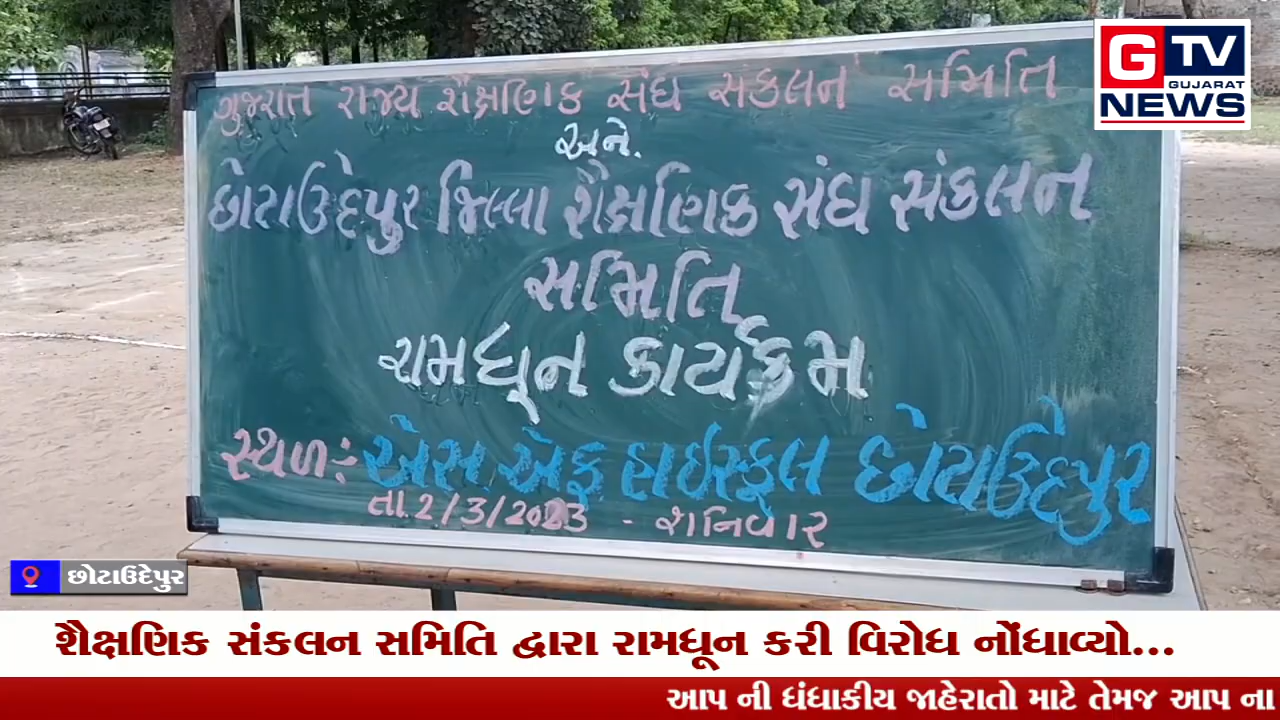 GTV
GUJARAT
NEWS
ગુજરાત રાજ્ય શૈક્ષણિક સંઘ સંકલન સમિતિ
અને.
છોટાઉદેપુર જિલ્લા શૈક્ષણિક સંઘ સંકલન
સમિતિ
રામધૂન કાર્યક્રમ
સ્થળ:- એસ એફ હાઈસ્કૂલ છોટાઉદેપુર
તા.2/3/2023 - શનિવાર
છોટાઉદેપુર
શૈક્ષણિક સંકલન સમિતિ દ્વારા રામધૂન કરી વિરોધ નોંધાવ્યો...
આપ ની ધંધાકીય જાહેરાતો માટે તેમજ આપ ના